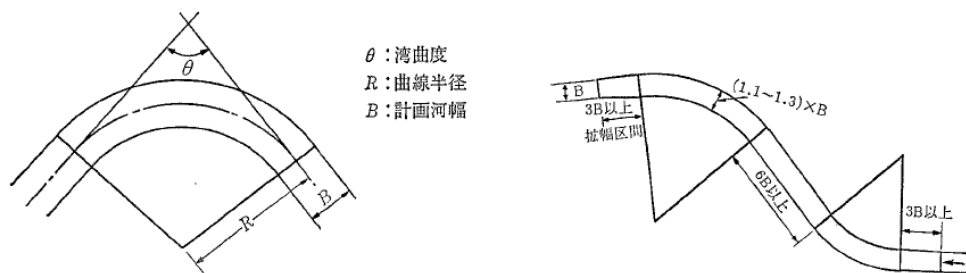 θ
θ：湾曲度
R：曲線半径
B：計画河幅
R
B
B
3B以上
拡幅区間
(1.1~1.3)×B
6B以上
3B以上